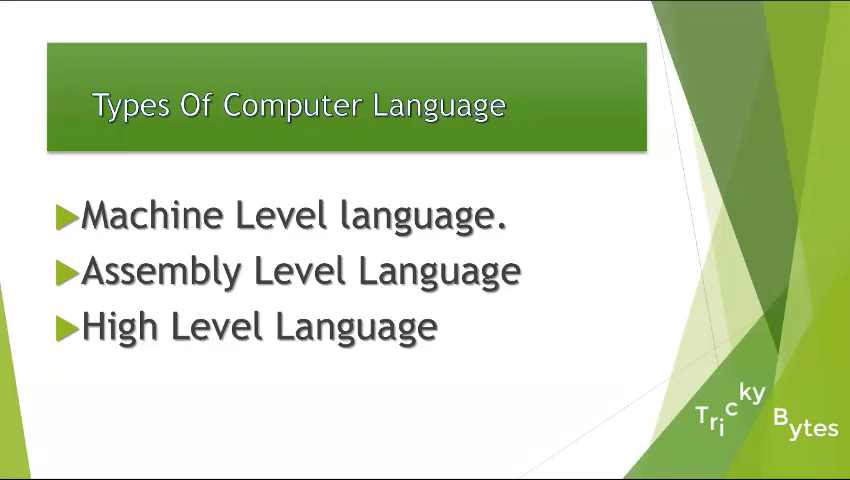 Types Of Computer Language
Machine Level language.
Assembly Level Language
High Level Language
Tricky Bytes